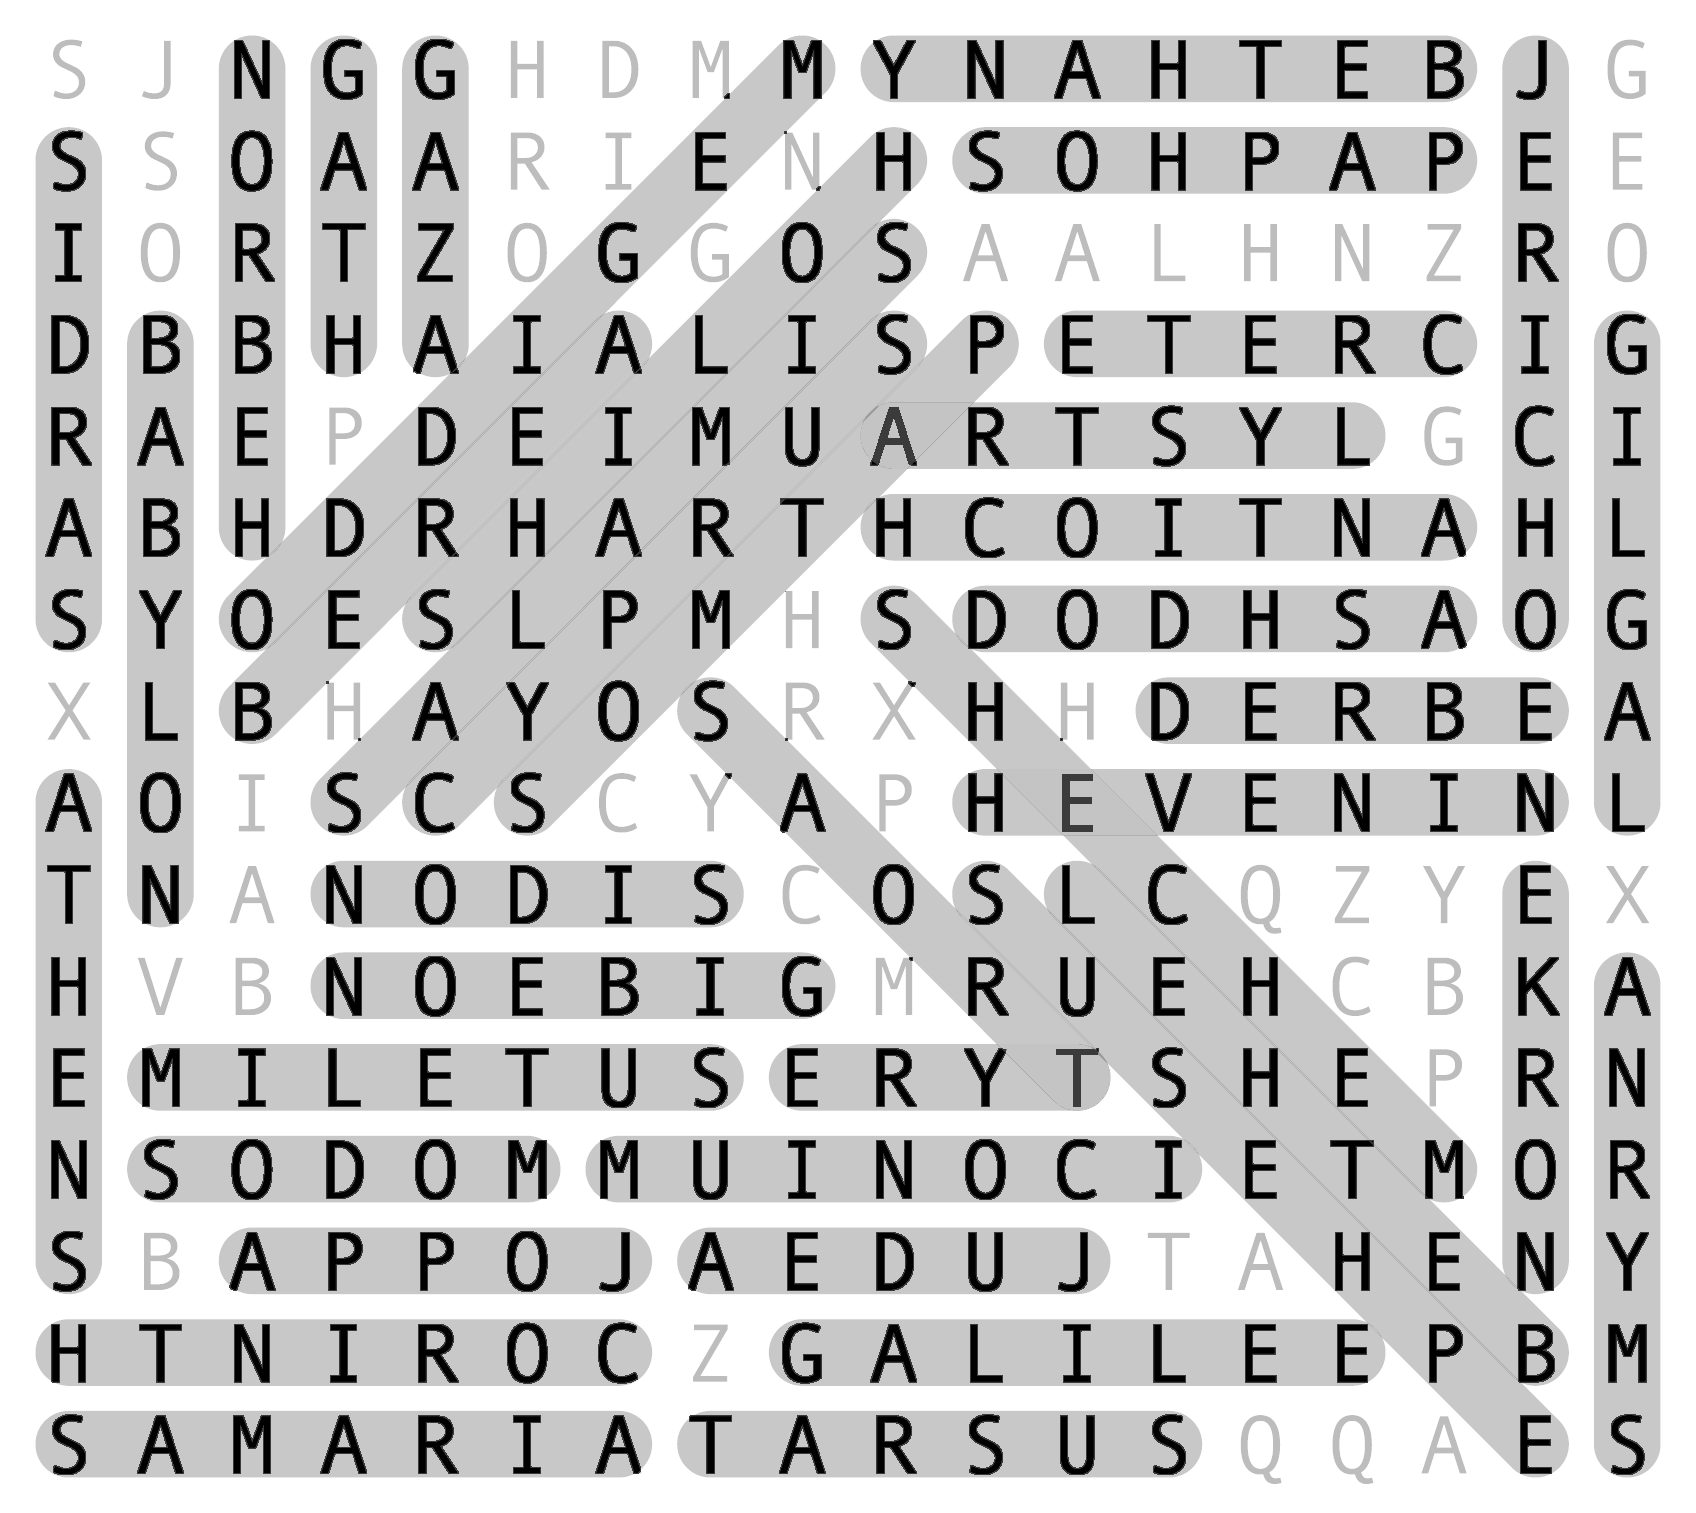 S J N G G H D M M Y N A H T E B J G
S S O A A R I E N H S O H P A P E E
I O R T Z O G G O S A A L H N Z R O
D B B H A I A L I S P E T E R C I G
R A E P D E I M U A R T S Y L G C I
A B H D R H A R T H C O I T N A H L
S Y O E S L P M H S D O D H S A O G
X L B H A Y O S R X H H D E R B E A
A O I S C S C Y A P H E V E N I N L
T N A N O D I S C O S L C Q Z Y E X
H V B N O E B I G M R U E H C B K A
E M I L E T U S E R Y T S H E P R N
N S O D O M M U I N O C I E T M O R
S B A P P O J A E D U J T A H E N Y
H T N I R O C Z G A L I L E E P B M
S A M A R I A T A R S U S Q Q A E S